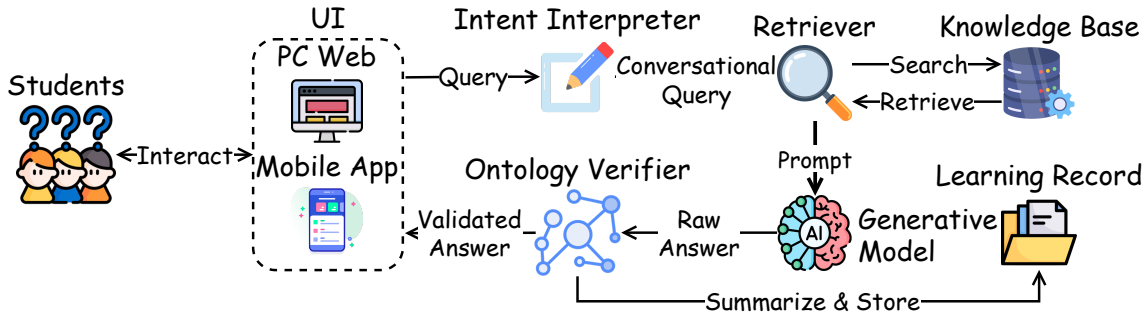 UI
Intent Interpreter
Retriever
Knowledge Base
PC Web
Students
Query
Conversational
Query
Search
Retrieve
Interact
Mobile App
Ontology Verifier
Prompt
Learning Record
Validated
Answer
Raw
Answer
AI
Generative
Model
Summarize & Store